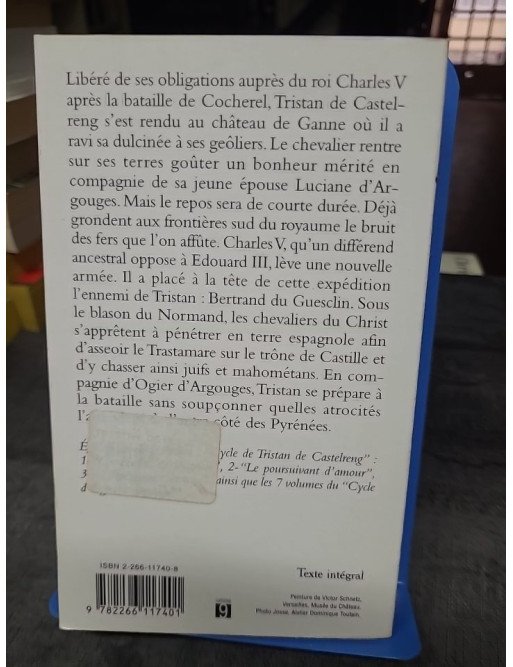 Libéré de ses obligations auprès du roi Charles V
après la bataille de Cocherel, Tristan de Castel-
reng s'est rendu au château de Ganne où il a
ravi sa dulcinée à ses geôliers. Le chevalier rentre
sur ses terres goûter un bonheur mérité en
compagnie de sa jeune épouse Luciane d'Ar-
gouges. Mais le repos sera de courte durée. Déjà
grondent aux frontières sud du royaume le bruit
des fers que l'on affûte. Charles V, qu'un différend
ancestral oppose à Edouard III, lève une nouvelle
armée. Il a placé à la tête de cette expédition
l'ennemi de Tristan : Bertrand du Guesclin. Sous
le blason du Normand, les chevaliers du Christ
s'apprêtent à pénétrer en terre espagnole afin
d'asseoir le Trastamare sur le trône de Castille et
d'y chasser ainsi juifs et mahométans. En com-
pagnie d'Ogier d'Argouges, Tristan se prépare à
la bataille sans soupçonner quelles atrocités
côté des Pyrénées.
ycle de Tristan de Castelreng" :
1 , 2-"Le poursuivant d'amour",
3 ainsi que les 7 volumes du "Cycle
d
ISBN 2-266-11740-8
Texte intégral
9 782266 117401
9
Peinture de Victor Schnetz,
Versailles, Musée du Château.
Photo Josse. Atelier Dominique Toutain.